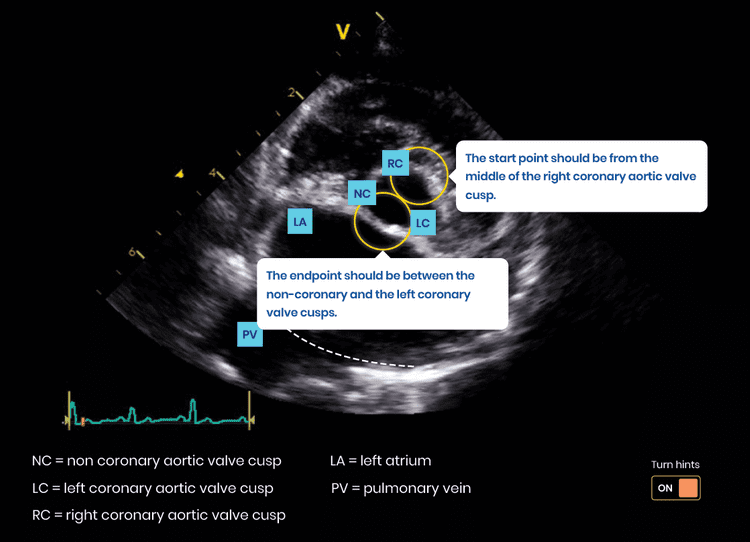 V
2
4
6
RC
NC
LA
LC
PV
The start point should be from the
middle of the right coronary aortic valve
cusp.
The endpoint should be between the
non-coronary and the left coronary
valve cusps.
NC = non coronary aortic valve cusp
LC = left coronary aortic valve cusp
RC = right coronary aortic valve cusp
LA = left atrium
PV = pulmonary vein
Turn hints
ON